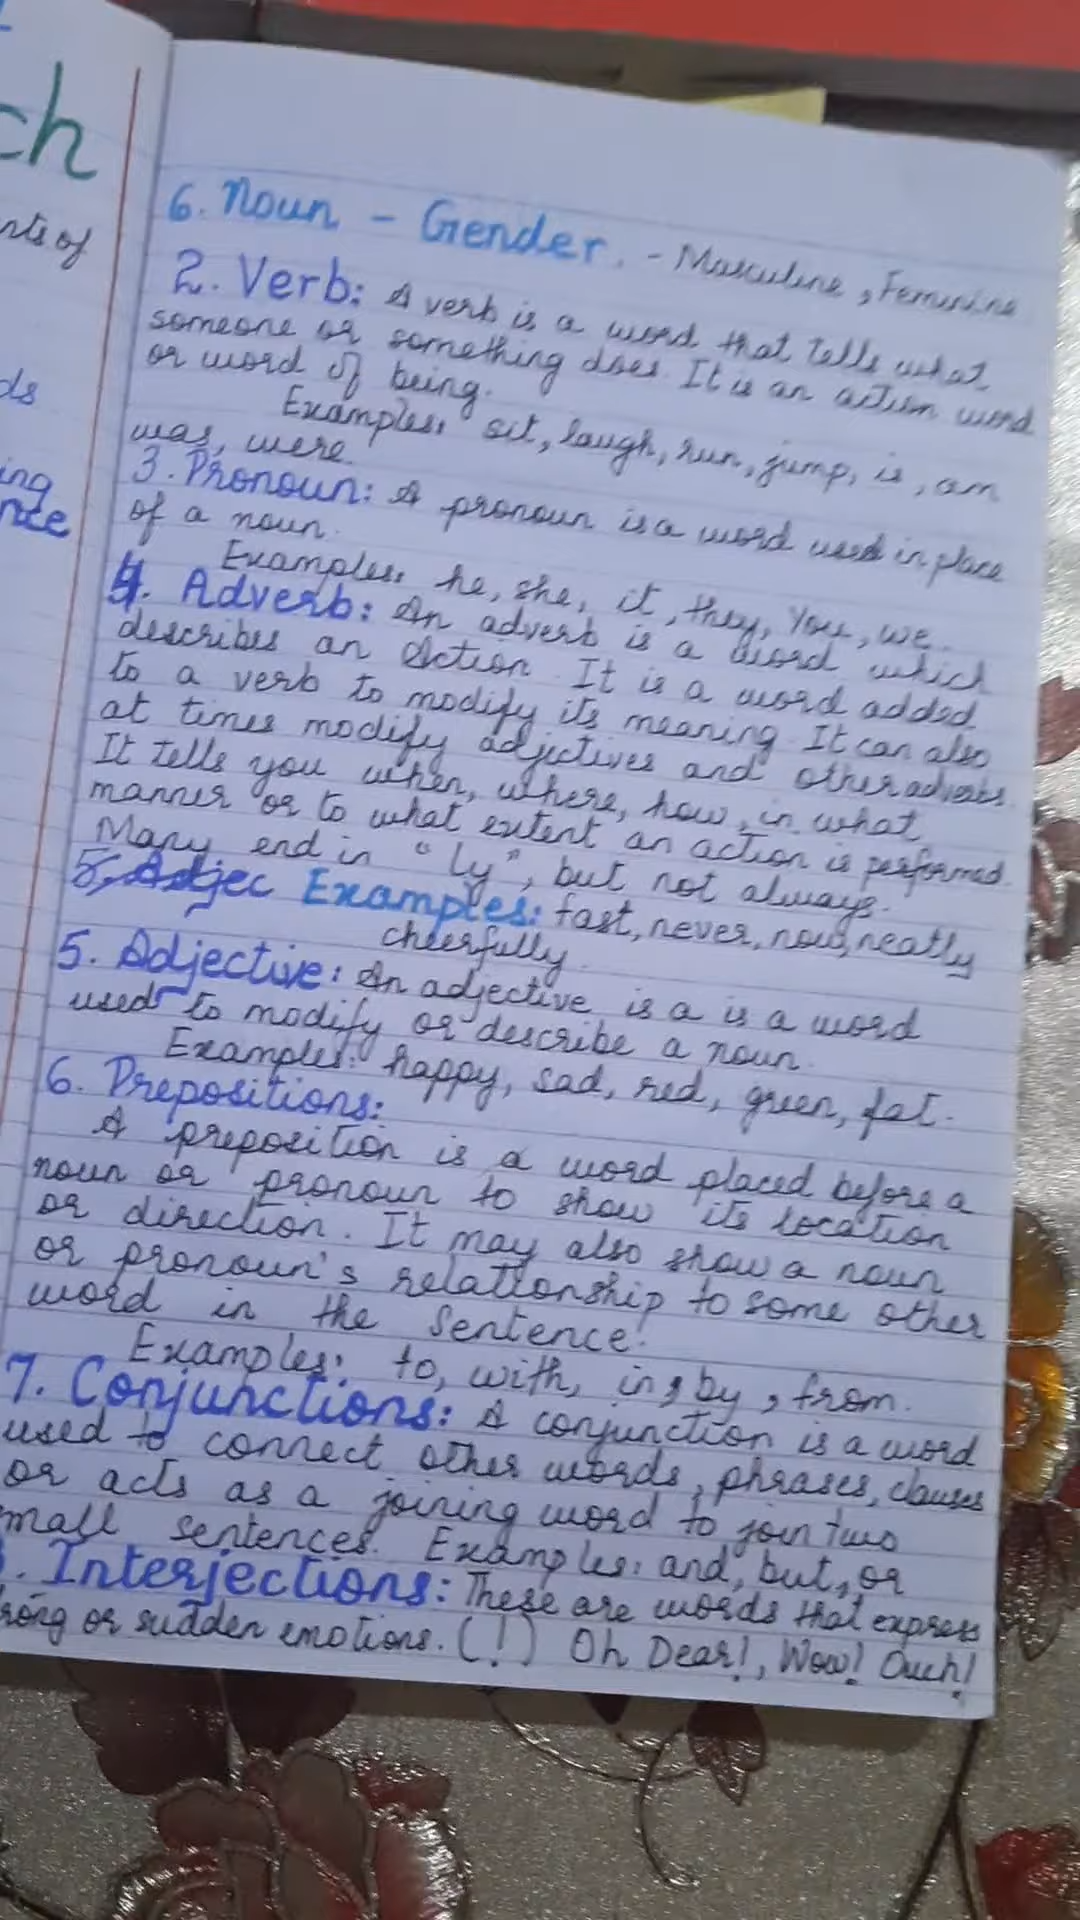 ch
nts of
ds
ing
nce
6. Noun - Gender. - Masculine, Feminine
2. Verb: A verb is a word that tells what
someone or something does. It is an action word
or word of being.
Examples: sit, laugh, run, jump, is, am
was, were.
3. Pronoun: A pronoun is a word used in place
of a noun.
Examples: he, she, it, they, You, we.
4. Adverb: An adverb is a word which
describes an Action. It is a word added
to a verb to modify its meaning. It can also
at times modify adjectives and other adverbs.
It tells you when, where, how, in what
manner or to what extent an action is performed.
Many end in "ly", but not always.
5. Adjec Examples: fast, never, now, neatly
cheerfully.
5. Adjective: An adjective is a is a word
used to modify or describe a noun.
Examples: happy, sad, red, green, fat.
6. Prepositions:
A preposition is a word placed before a
noun or pronoun to show its location
or direction. It may also show a noun
or pronoun's relationship to some other
word in the Sentence.
Examples: to, with, in, by, from.
7. Conjunctions: A conjunction is a word
used to connect other words, phrases, clauses
or acts as a joining word to join two
mall sentences. Examples: and, but, or
. Interjections: These are words that express
rong or sudden emotions. (!) Oh Dear!, Wow! Ouch!